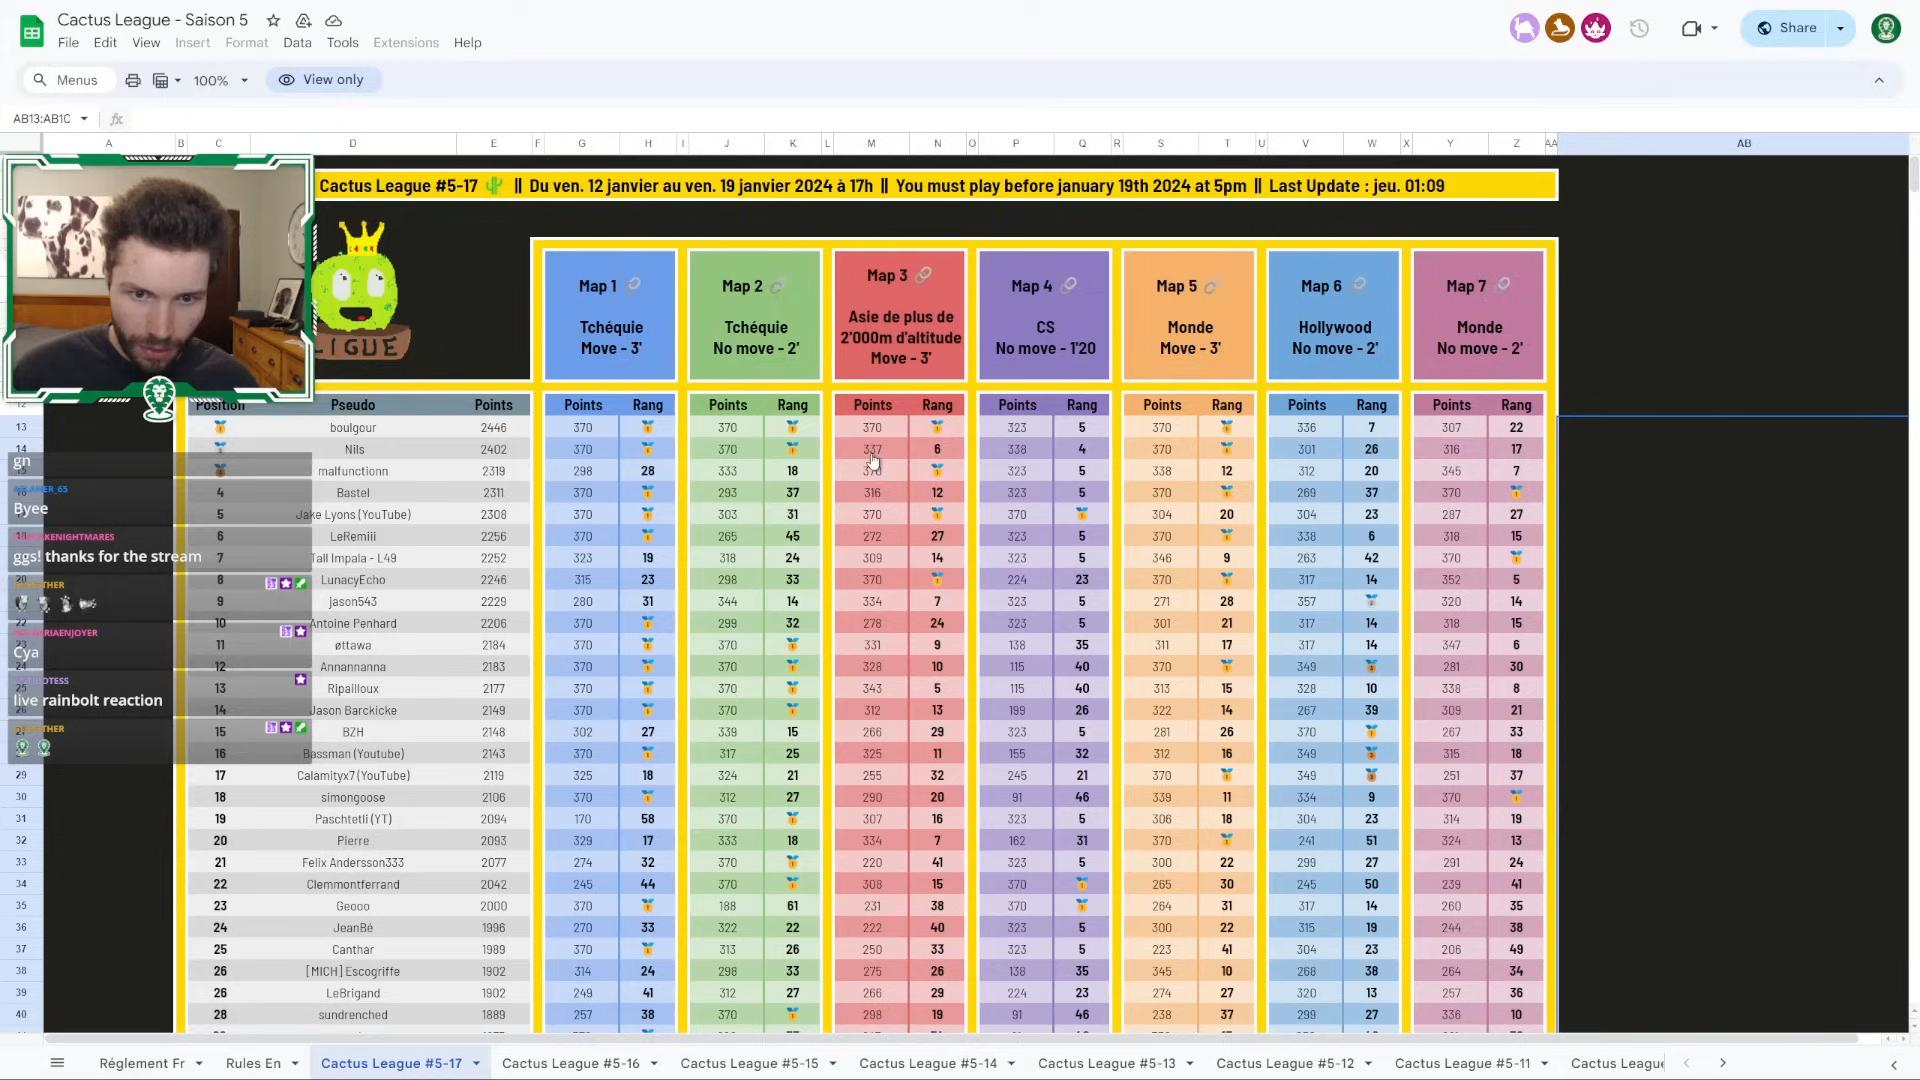 Cactus League - Saison 5
File Edit View Insert Format Data Tools Extensions Help
Share
Menus 100% View only
AB13:AB1C fx
A B C D E F G H I J K L M N O P Q R S T U V W X Y Z AA AB
Cactus League #5-17 🌵 || Du ven. 12 janvier au ven. 19 janvier 2024 à 17h || You must play before january 19th 2024 at 5pm || Last Update : jeu. 01:09
LIGUE
Map 1 Tchéquie Move - 3'
Map 2 Tchéquie No move - 2'
Map 3 Asie de plus de 2'000m d'altitude Move - 3'
Map 4 CS No move - 1'20
Map 5 Monde Move - 3'
Map 6 Hollywood No move - 2'
Map 7 Monde No move - 2'
Position Pseudo Points Points Rang Points Rang Points Rang Points Rang Points Rang Points Rang Points Rang
13 🥇 boulgour 2446 370 🥇 370 🥇 370 🥇 323 5 370 🥇 336 7 307 22
14 🥈 Nils 2402 370 🥇 370 🥇 337 6 338 4 370 🥇 301 26 316 17
🥉 malfunctionn 2319 298 28 333 18 370 🥇 323 5 338 12 312 20 345 7
4 Bastel 2311 370 🥇 293 37 316 12 323 5 370 🥇 269 37 370 🥇
5 Jake Lyons (YouTube) 2308 370 🥇 303 31 370 🥇 370 🥇 304 20 304 23 287 27
6 LeRemiii 2256 370 🥇 265 45 272 27 323 5 370 🥇 338 6 318 15
7 Tall Impala - L49 2252 323 19 318 24 309 14 323 5 346 9 263 42 370 🥇
8 LunacyEcho 2246 315 23 298 33 370 🥇 224 23 370 🥇 317 14 352 5
9 jason543 2229 280 31 344 14 334 7 323 5 271 28 357 🥈 320 14
10 Antoine Penhard 2206 370 🥇 299 32 278 24 323 5 301 21 317 14 318 15
11 øttawa 2184 370 🥇 370 🥇 331 9 138 35 311 17 317 14 347 6
12 Annannanna 2183 370 🥇 370 🥇 328 10 115 40 370 🥇 349 🥉 281 30
13 Ripailloux 2177 370 🥇 370 🥇 343 5 115 40 313 15 328 10 338 8
14 Jason Barckicke 2149 370 🥇 370 🥇 312 13 199 26 322 14 267 39 309 21
15 BZH 2148 302 27 339 15 266 29 323 5 281 26 370 🥇 267 33
16 Bassman (Youtube) 2143 370 🥇 317 25 325 11 155 32 312 16 349 🥉 315 18
29 17 Calamityx7 (YouTube) 2119 325 18 324 21 255 32 245 21 370 🥇 349 🥉 251 37
30 18 simongoose 2106 370 🥇 312 27 290 20 91 46 339 11 334 9 370 🥇
31 19 Paschtetli (YT) 2094 170 58 370 🥇 307 16 323 5 306 18 304 23 314 19
32 20 Pierre 2093 329 17 333 18 334 7 162 31 370 🥇 241 51 324 13
33 21 Felix Andersson333 2077 274 32 370 🥇 220 41 323 5 300 22 299 27 291 24
34 22 Clemmontferrand 2042 245 44 370 🥇 308 15 370 🥇 265 30 245 50 239 41
35 23 Geooo 2000 370 🥇 188 61 231 38 370 🥇 264 31 317 14 260 35
36 24 JeanBé 1996 270 33 322 22 222 40 323 5 300 22 315 19 244 38
37 25 Canthar 1989 370 🥇 313 26 250 33 323 5 223 41 304 23 206 49
38 26 [MICH] Escogriffe 1902 314 24 298 33 275 26 138 35 345 10 268 38 264 34
39 26 LeBrigand 1902 249 41 312 27 266 29 224 23 274 27 320 13 257 36
40 28 sundrenched 1889 257 38 370 🥇 298 19 91 46 238 37 299 27 336 10
gn
Byee
ggs! thanks for the stream
Cya
live rainbolt reaction
Réglement Fr Rules En Cactus League #5-17 Cactus League #5-16 Cactus League #5-15 Cactus League #5-14 Cactus League #5-13 Cactus League #5-12 Cactus League #5-11 Cactus League